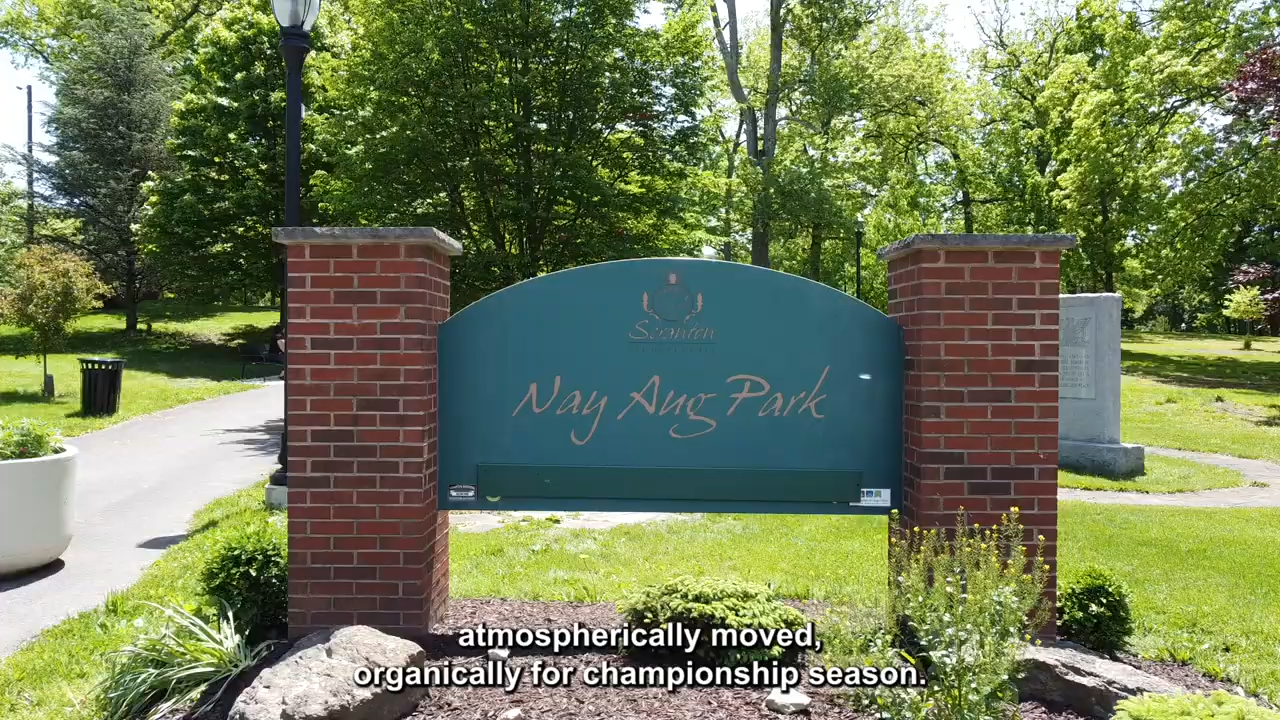 Scranton
Nay Aug Park
atmospherically moved,
organically for championship season.